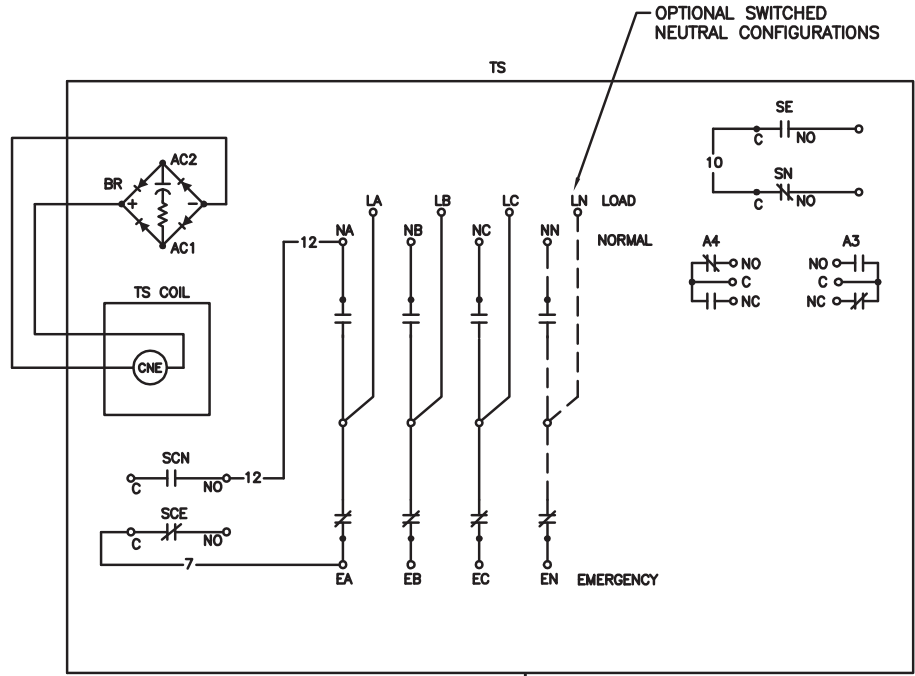 OPTIONAL SWITCHED
NEUTRAL CONFIGURATIONS
TS
SE
C
NO
10
SN
C
NO
AC2
BR
+
−
AC1
LA
LB
LC
LN LOAD
NA
NB
NC
NN
NORMAL
12
A4
NO
C
NC
A3
NO
C
NC
TS COIL
CNE
SCN
C
NO
12
SCE
C
NO
7
EA
EB
EC
EN
EMERGENCY